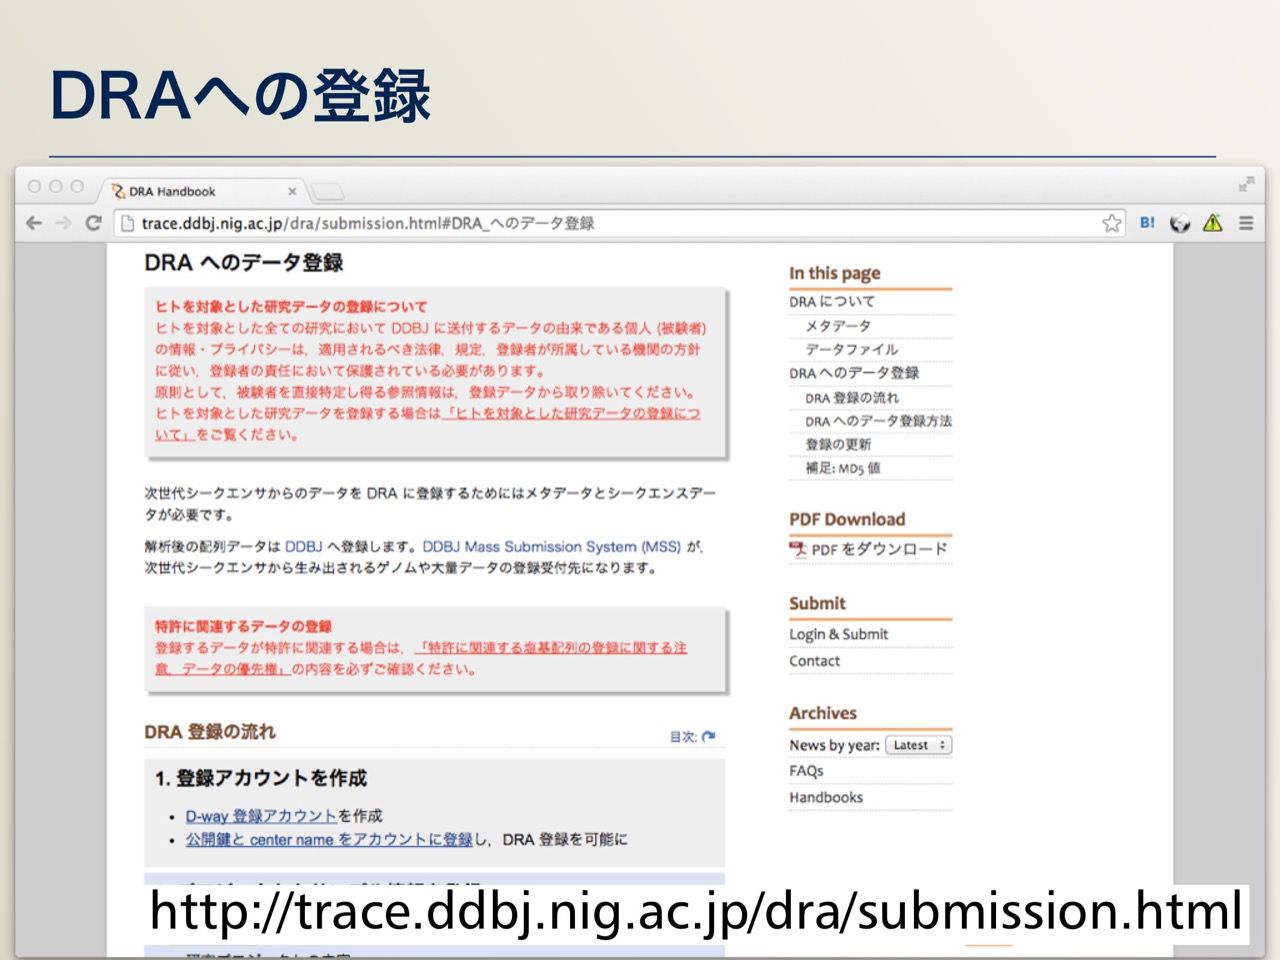 DRAへの登録
DRA Handbook
trace.ddbj.nig.ac.jp/dra/submission.html#DRA_へのデータ登録
B!
DRA へのデータ登録
ヒトを対象とした研究データの登録について
ヒトを対象とした全ての研究において DDBJ に送付するデータの由来である個人 (被験者)
の情報・プライバシーは，適用されるべき法律，規定，登録者が所属している機関の方針
に従い，登録者の責任において保護されている必要があります。
原則として，被験者を直接特定し得る参照情報は，登録データから取り除いてください。
ヒトを対象とした研究データを登録する場合は「ヒトを対象とした研究データの登録につ
いて」をご覧ください。
次世代シークエンサからのデータを DRA に登録するためにはメタデータとシークエンスデー
タが必要です。
解析後の配列データは DDBJ へ登録します。DDBJ Mass Submission System (MSS) が，
次世代シークエンサから生み出されるゲノムや大量データの登録受付先になります。
特許に関連するデータの登録
登録するデータが特許に関連する場合は，「特許に関連する塩基配列の登録に関する注
意，データの優先権」の内容を必ずご確認ください。
DRA 登録の流れ
目次:
1. 登録アカウントを作成
• D-way 登録アカウントを作成
• 公開鍵と center name をアカウントに登録し，DRA 登録を可能に
In this page
DRA について
メタデータ
データファイル
DRA へのデータ登録
DRA 登録の流れ
DRA へのデータ登録方法
登録の更新
補足: MD5 値
PDF Download
PDF をダウンロード
Submit
Login & Submit
Contact
Archives
News by year: Latest
FAQs
Handbooks
http://trace.ddbj.nig.ac.jp/dra/submission.html